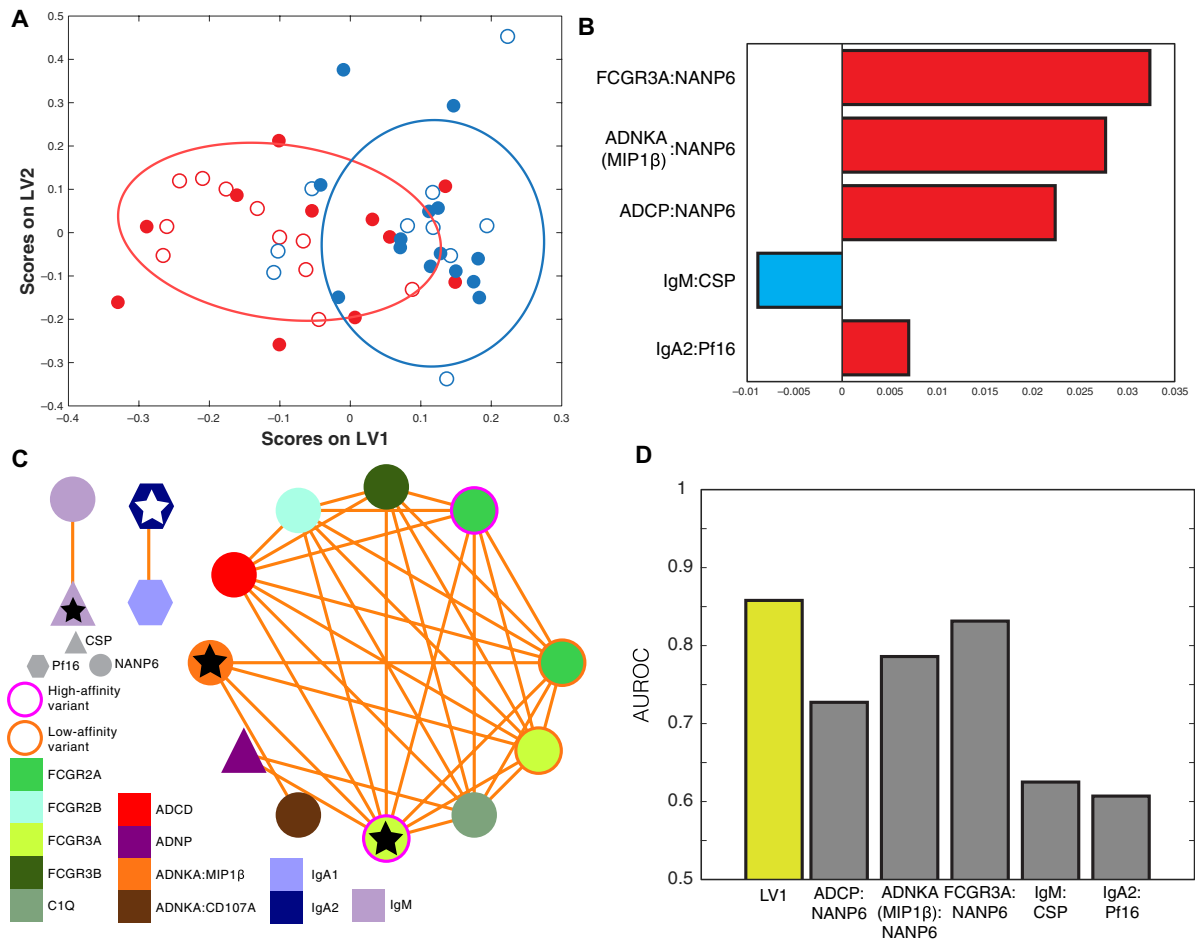 A
0.5
0.4
0.3
0.2
0.1
0
–0.1
–0.2
–0.3
–0.4
–0.4
–0.3
–0.2
–0.1
0
0.1
0.2
0.3
Scores on LV2
Scores on LV1
B
FCGR3A:NANP6
ADNKA
(MIP1β):NANP6
ADCP:NANP6
IgM:CSP
IgA2:Pf16
–0.01
–0.005
0
0.005
0.01
0.015
0.02
0.025
0.03
0.035
C
CSP
Pf16
NANP6
High-affinity
variant
Low-affinity
variant
FCGR2A
FCGR2B
FCGR3A
FCGR3B
C1Q
ADCD
ADNP
ADNKA:MIP1β
ADNKA:CD107A
IgA1
IgA2
IgM
D
AUROC
1
0.9
0.8
0.7
0.6
0.5
LV1
ADCP:
NANP6
ADNKA
(MIP1β):
NANP6
FCGR3A:
NANP6
IgM:
CSP
IgA2:
Pf16